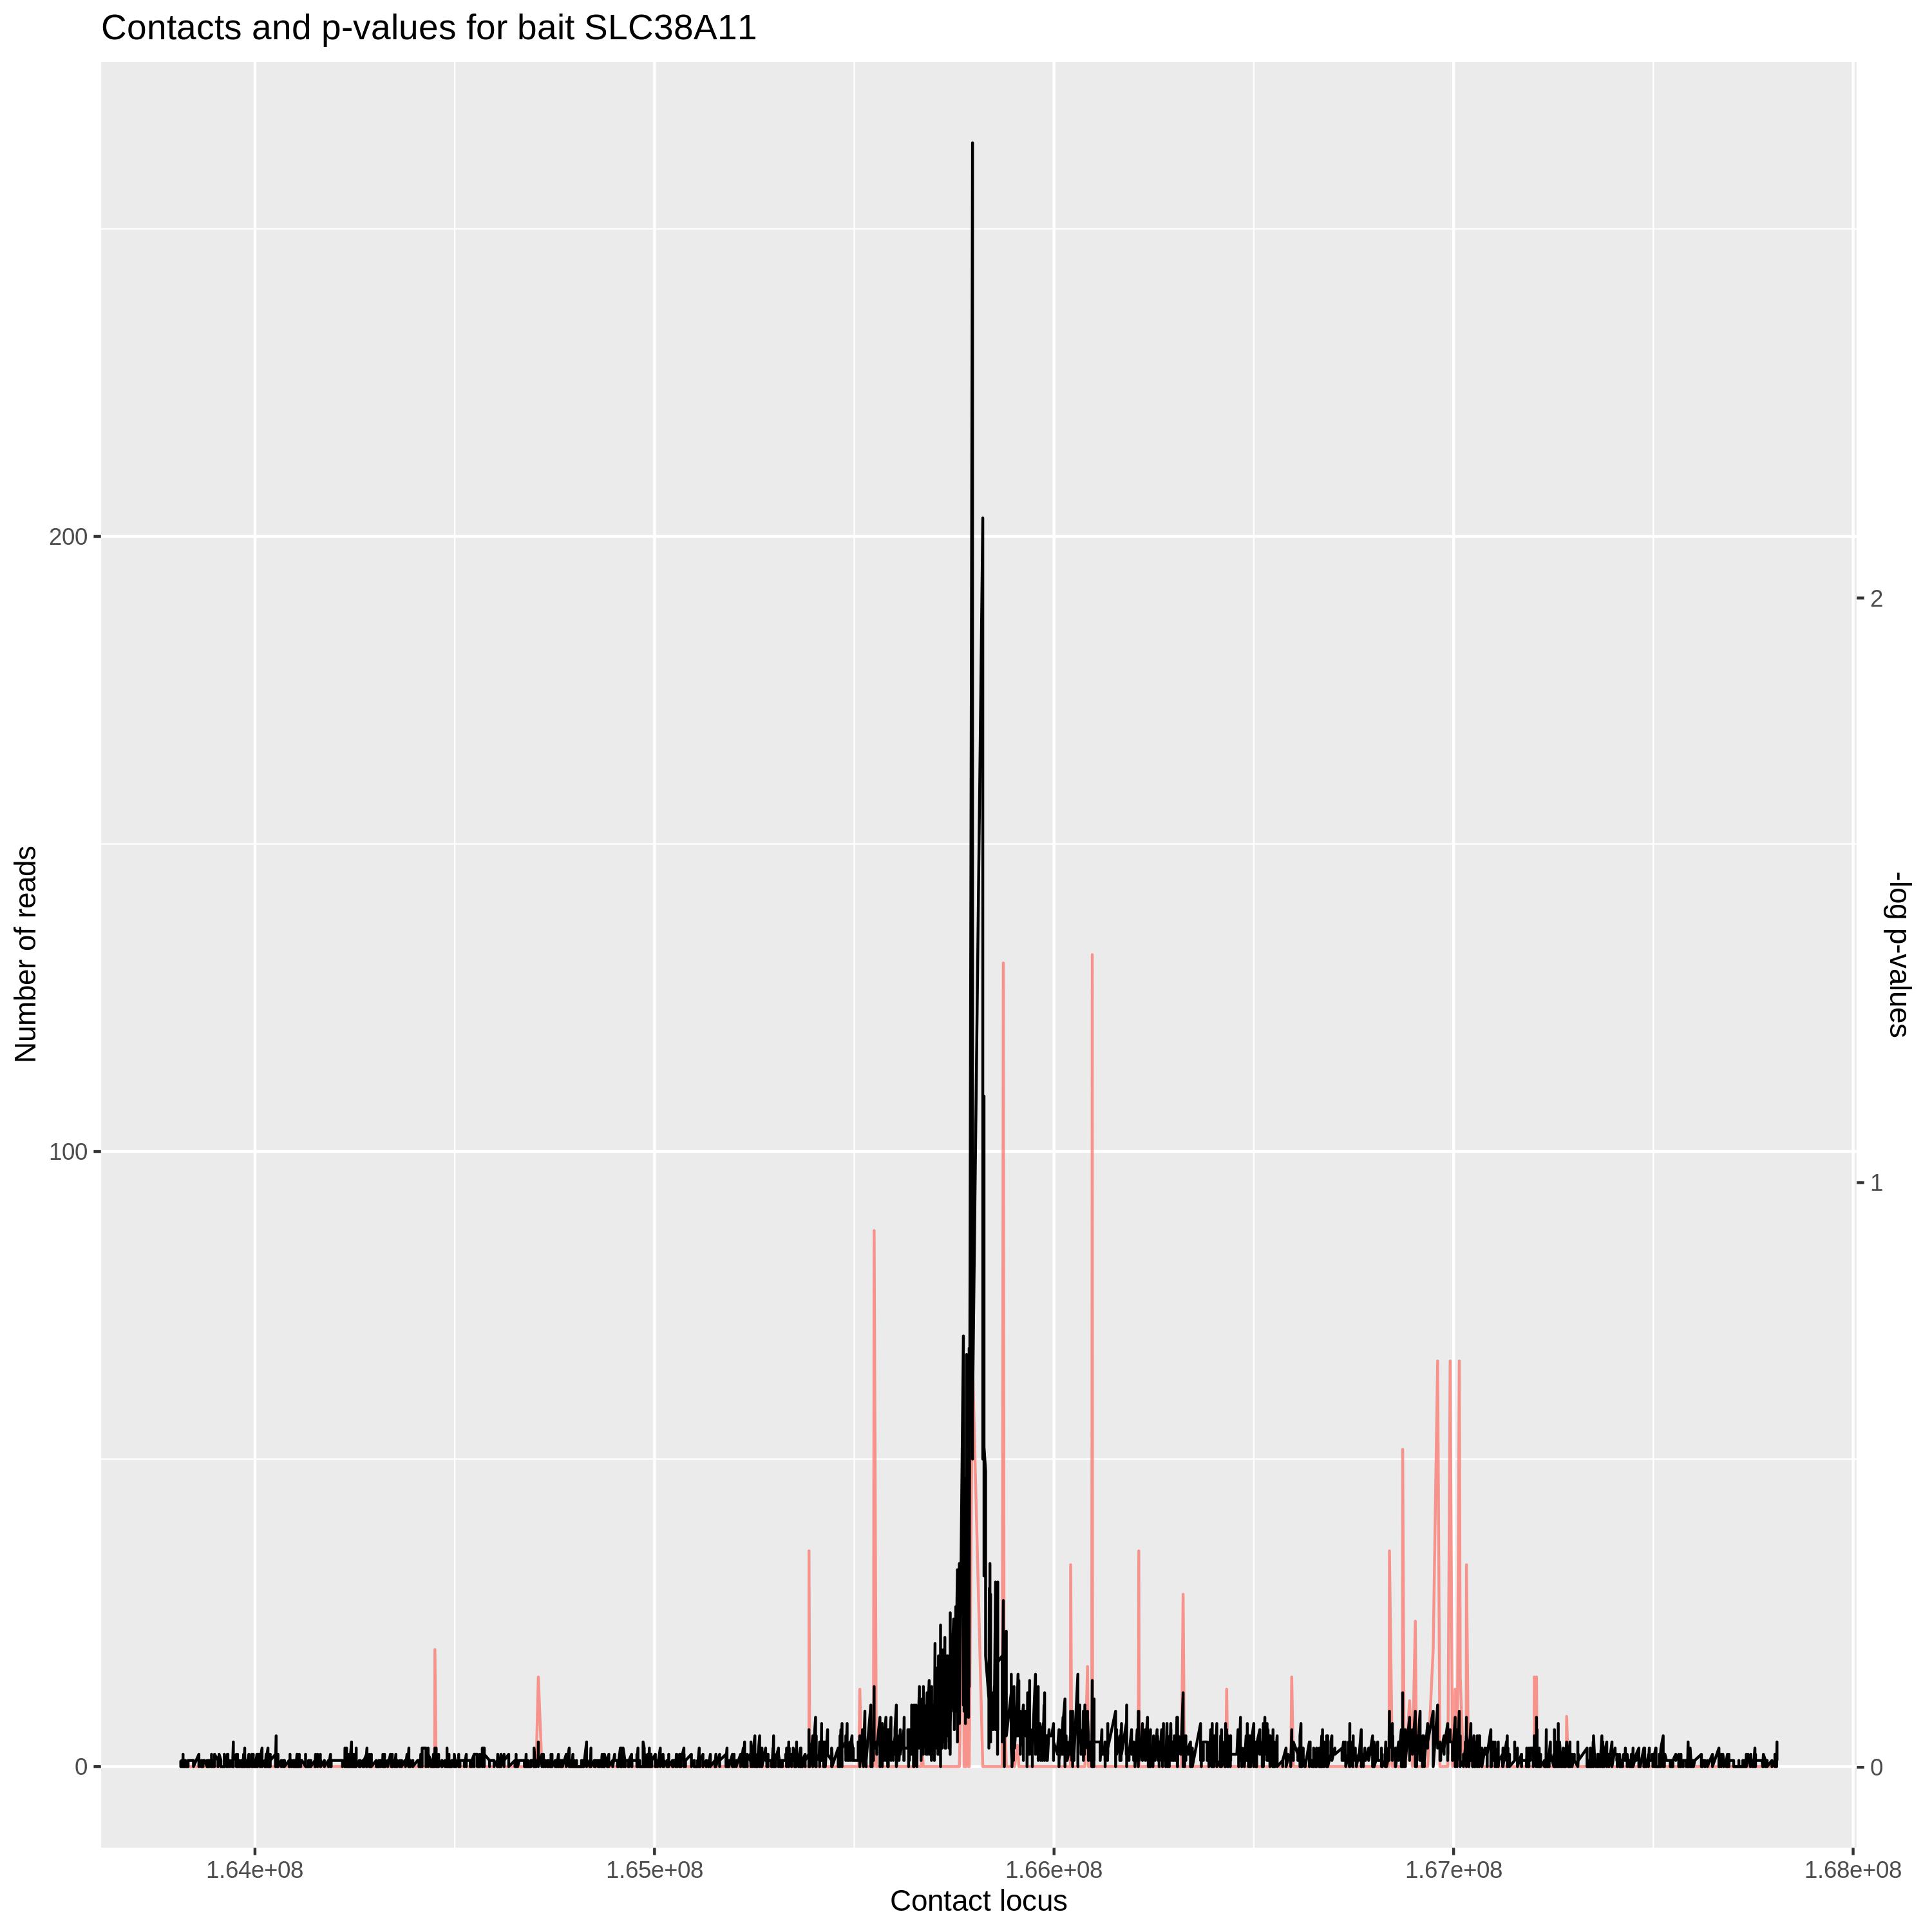 Contacts and p-values for bait SLC38A11
Number of reads
200
100
0
-log p-values
2
1
0
1.64e+08
1.65e+08
1.66e+08
1.67e+08
1.68e+08
Contact locus